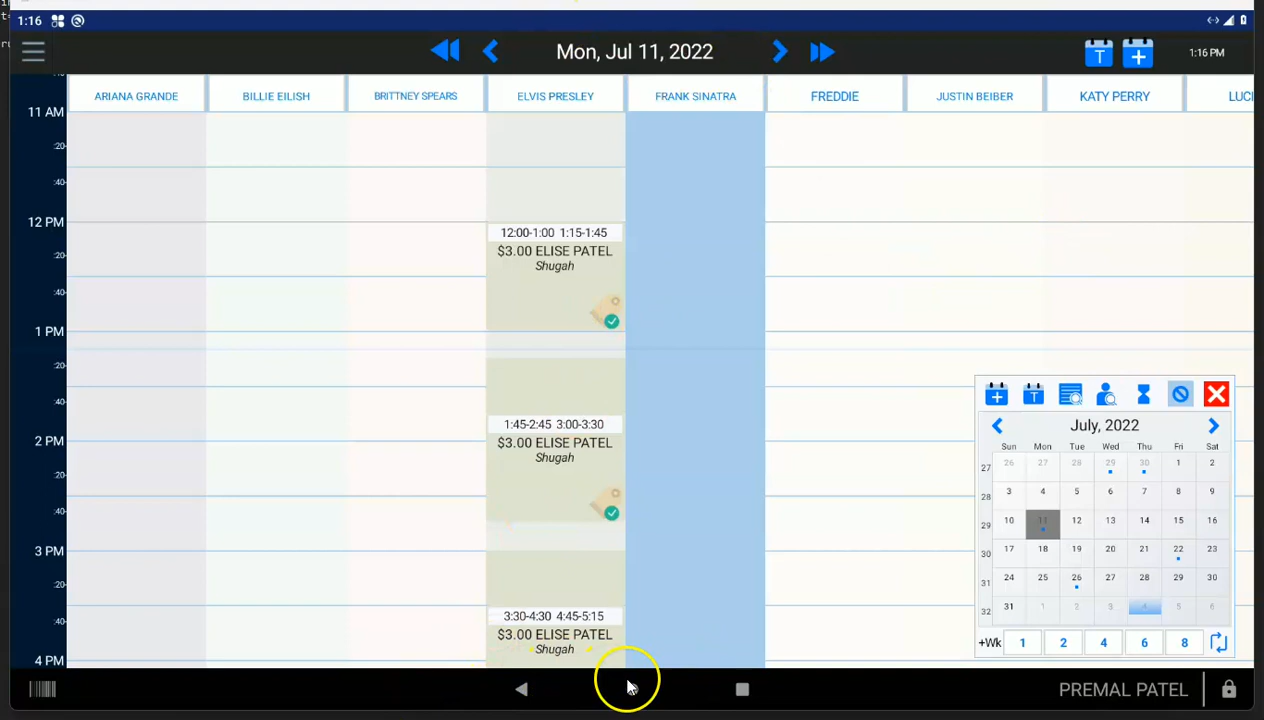 1:16
Mon, Jul 11, 2022
T
1:16 PM
ARIANA GRANDE BILLIE EILISH BRITTNEY SPEARS ELVIS PRESLEY FRANK SINATRA FREDDIE JUSTIN BEIBER KATY PERRY LUCI
11 AM
:20
:40
12 PM
12:00-1:00 1:15-1:45
$3.00 ELISE PATEL
:20
Shugah
:40
1 PM
:20
:40
1:45-2:45 3:00-3:30
2 PM
$3.00 ELISE PATEL
Shugah
:20
:40
3 PM
:20
3:30-4:30 4:45-5:15
:40
$3.00 ELISE PATEL
Shugah
4 PM
T
July, 2022
Sun Mon Tue Wed Thu Fri Sat
27 26 27 28 29 30 1 2
28 3 4 5 6 7 8 9
29 10 11 12 13 14 15 16
30 17 18 19 20 21 22 23
31 24 25 26 27 28 29 30
32 31 1 2 3 4 5 6
+Wk 1 2 4 6 8
PREMAL PATEL